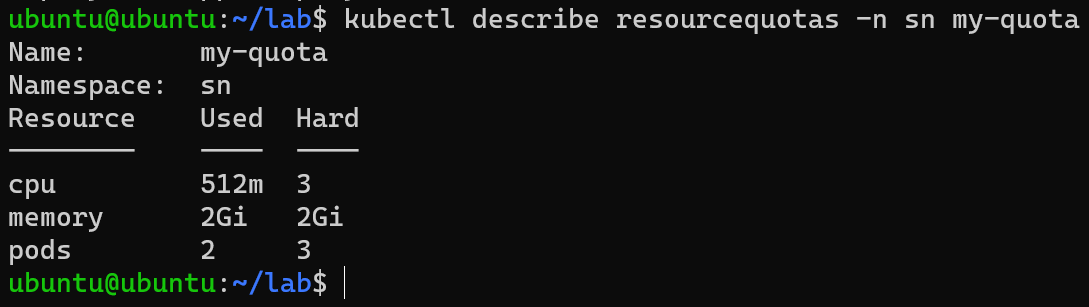 ubuntu@ubuntu:~/lab$ kubectl describe resourcequotas -n sn my-quota
Name:       my-quota
Namespace:  sn
Resource    Used  Hard
--------    ----  ----
cpu         512m  3
memory      2Gi   2Gi
pods        2     3
ubuntu@ubuntu:~/lab$